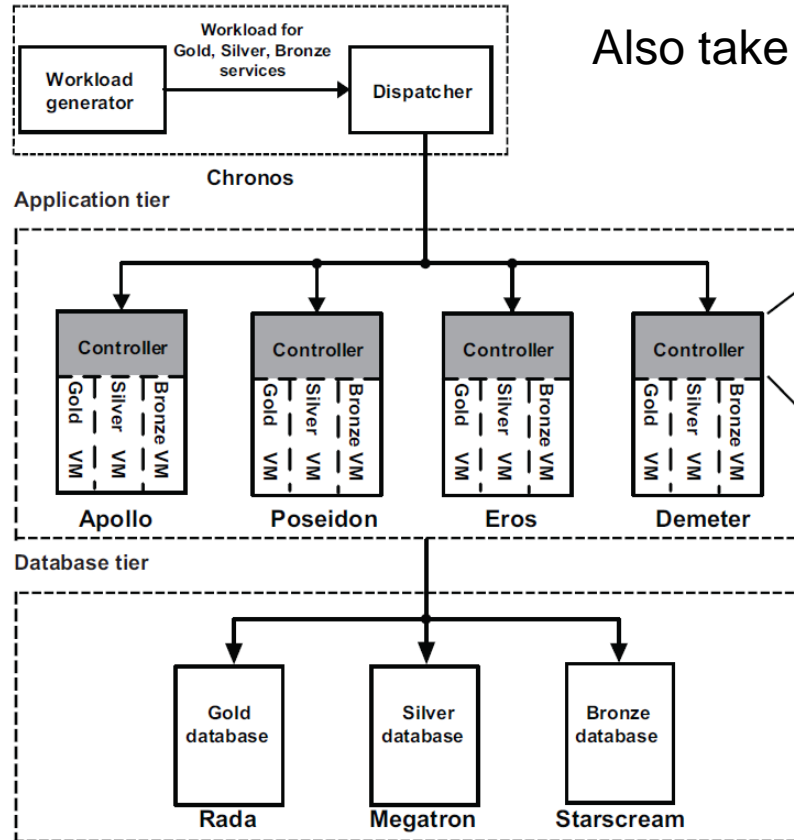 Also take
Workload for
Gold, Silver, Bronze
services
Workload
generator
Dispatcher
Chronos
Application tier
Controller
Gold VM
Silver VM
Bronze VM
Apollo
Controller
Gold VM
Silver VM
Bronze VM
Poseidon
Controller
Gold VM
Silver VM
Bronze VM
Eros
Controller
Gold VM
Silver VM
Bronze VM
Demeter
Database tier
Gold
database
Rada
Silver
database
Megatron
Bronze
database
Starscream